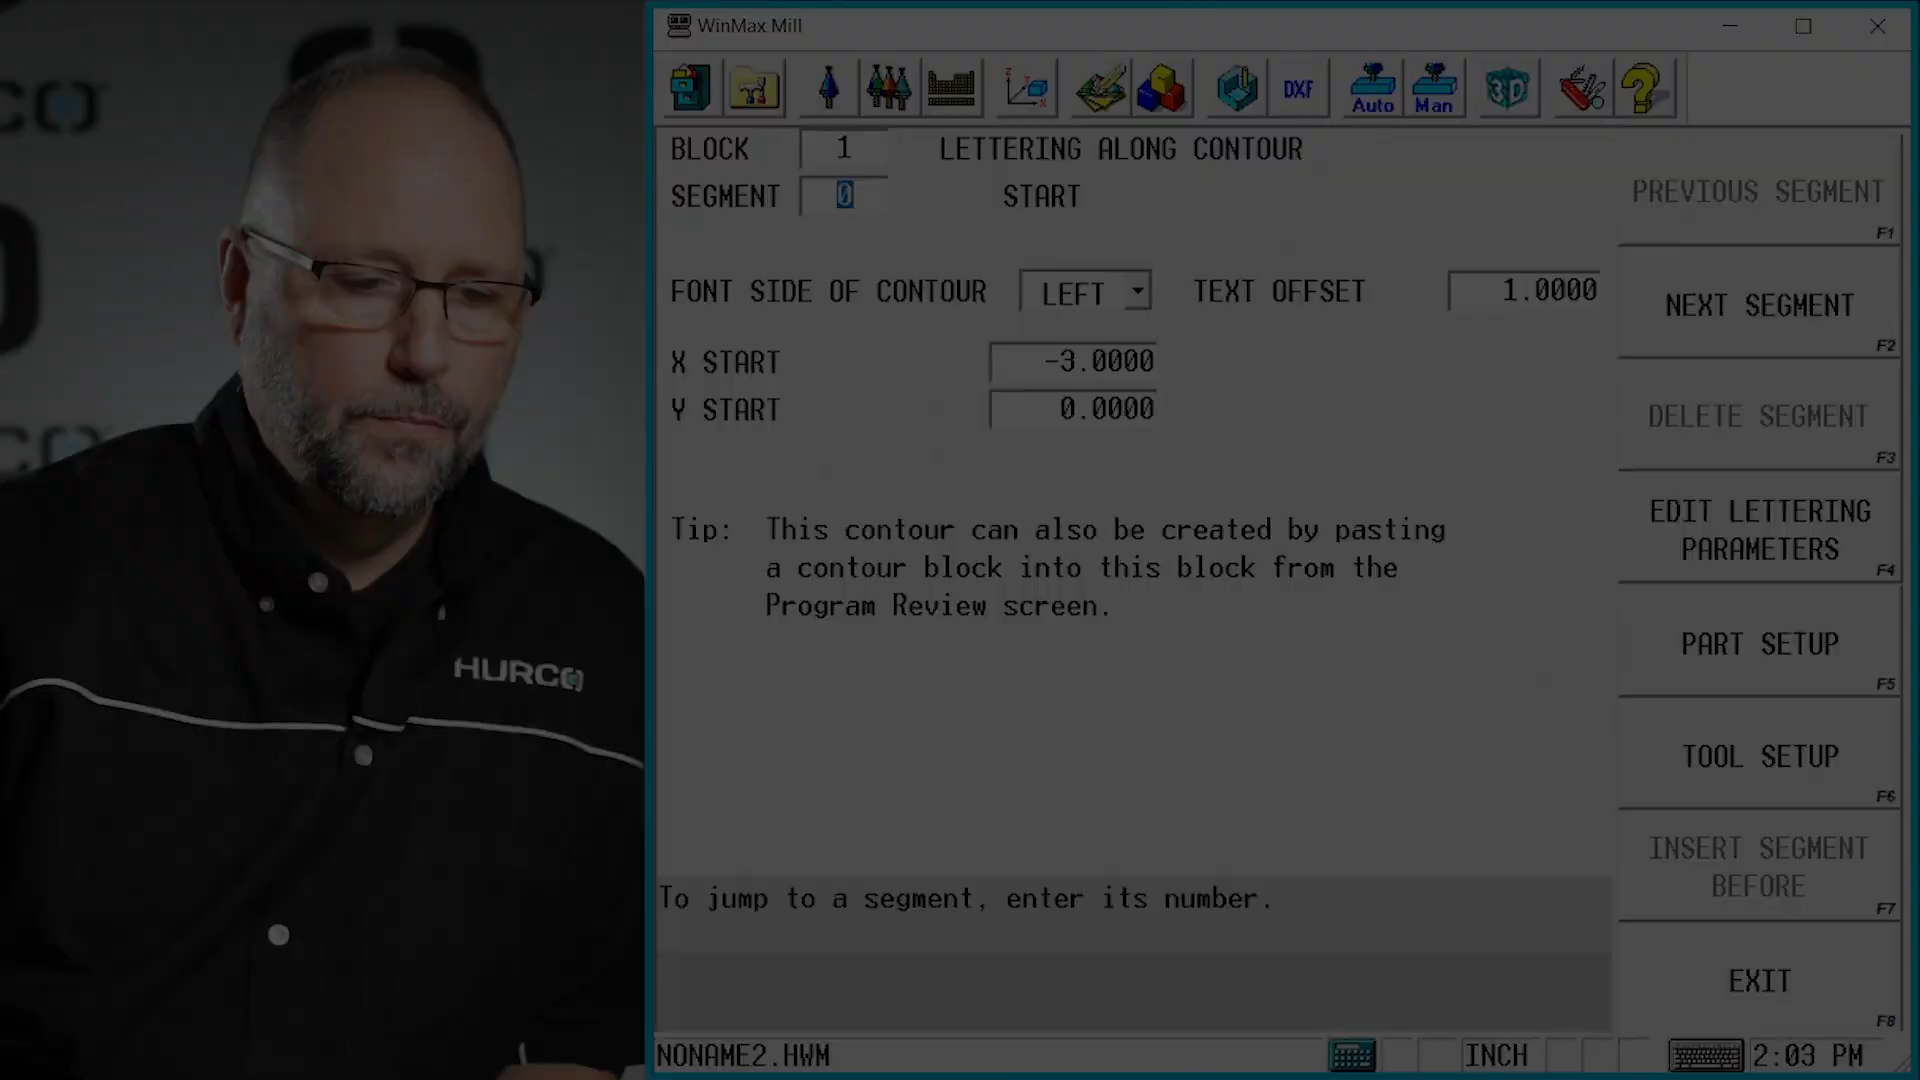 WinMax Mill
DXF
Auto
Man
3D
BLOCK 1 LETTERING ALONG CONTOUR
SEGMENT 0 START
FONT SIDE OF CONTOUR LEFT TEXT OFFSET 1.0000
X START -3.0000
Y START 0.0000
Tip: This contour can also be created by pasting
a contour block into this block from the
Program Review screen.
To jump to a segment, enter its number.
PREVIOUS SEGMENT
F1
NEXT SEGMENT
F2
DELETE SEGMENT
F3
EDIT LETTERING
PARAMETERS
F4
PART SETUP
F5
TOOL SETUP
F6
INSERT SEGMENT
BEFORE
F7
EXIT
F8
NONAME2.HWM
INCH
2:03 PM
HURCO